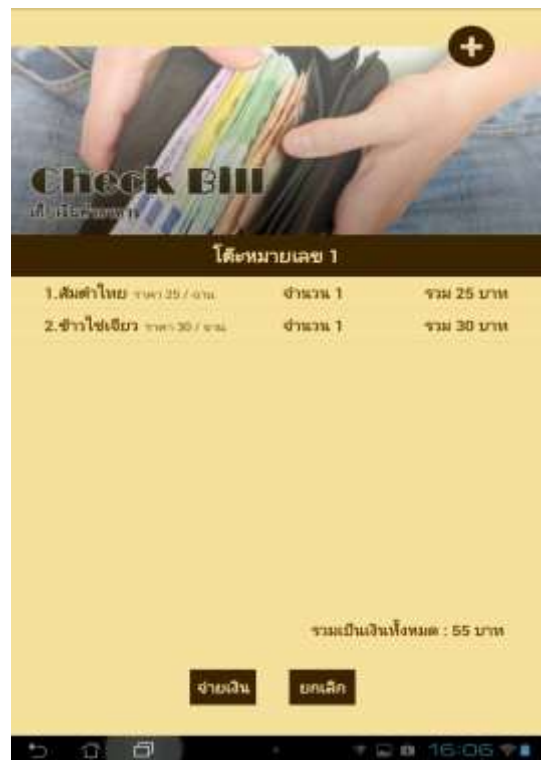 Check Bill
โต๊ะหมายเลข 1
1.ส้มตำไทย ราคา 25 / จาน จำนวน 1 รวม 25 บาท
2.ข้าวไข่เจียว ราคา 30 / จาน จำนวน 1 รวม 30 บาท
รวมเป็นเงินทั้งหมด : 55 บาท
จ่ายเงิน ยกเลิก
16:06